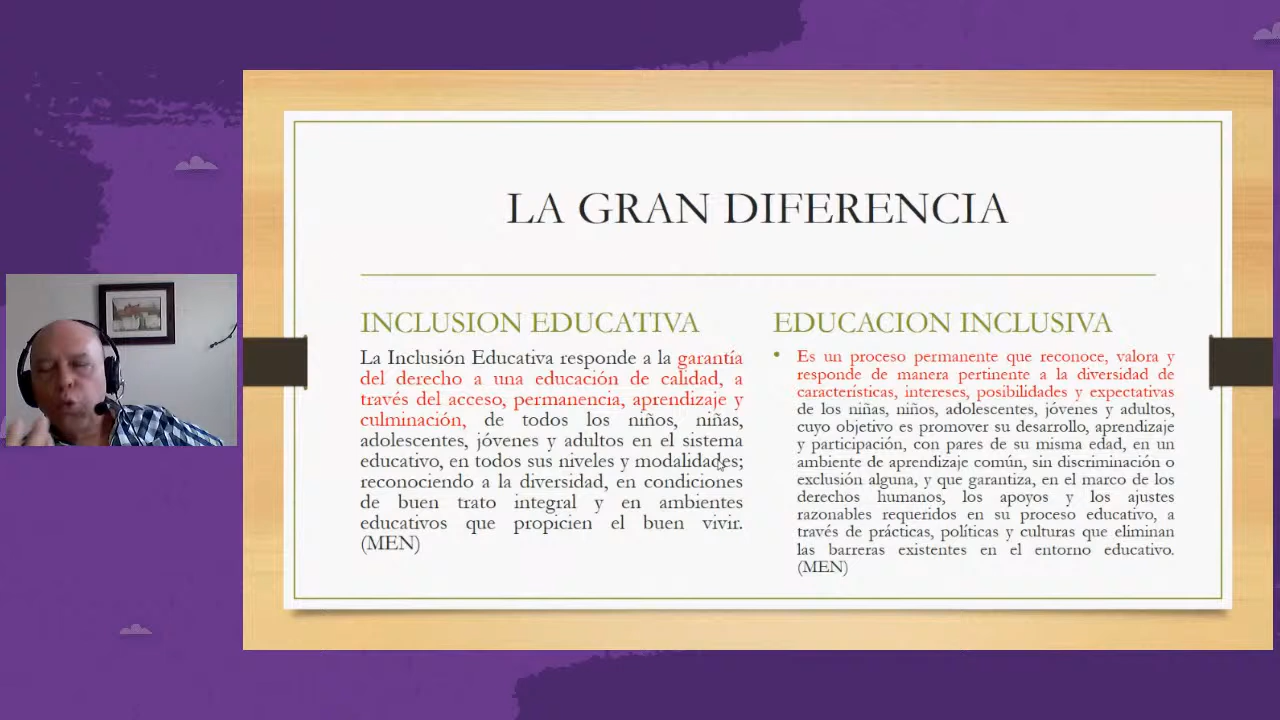 LA GRAN DIFERENCIA
INCLUSION EDUCATIVA
La Inclusión Educativa responde a la garantía
del derecho a una educación de calidad, a
través del acceso, permanencia, aprendizaje y
culminación, de todos los niños, niñas,
adolescentes, jóvenes y adultos en el sistema
educativo, en todos sus niveles y modalidades;
reconociendo a la diversidad, en condiciones
de buen trato integral y en ambientes
educativos que propicien el buen vivir.
(MEN)
EDUCACION INCLUSIVA
• Es un proceso permanente que reconoce, valora y
responde de manera pertinente a la diversidad de
características, intereses, posibilidades y expectativas
de los niñas, niños, adolescentes, jóvenes y adultos,
cuyo objetivo es promover su desarrollo, aprendizaje
y participación, con pares de su misma edad, en un
ambiente de aprendizaje común, sin discriminación o
exclusión alguna, y que garantiza, en el marco de los
derechos humanos, los apoyos y los ajustes
razonables requeridos en su proceso educativo, a
través de prácticas, políticas y culturas que eliminan
las barreras existentes en el entorno educativo.
(MEN)